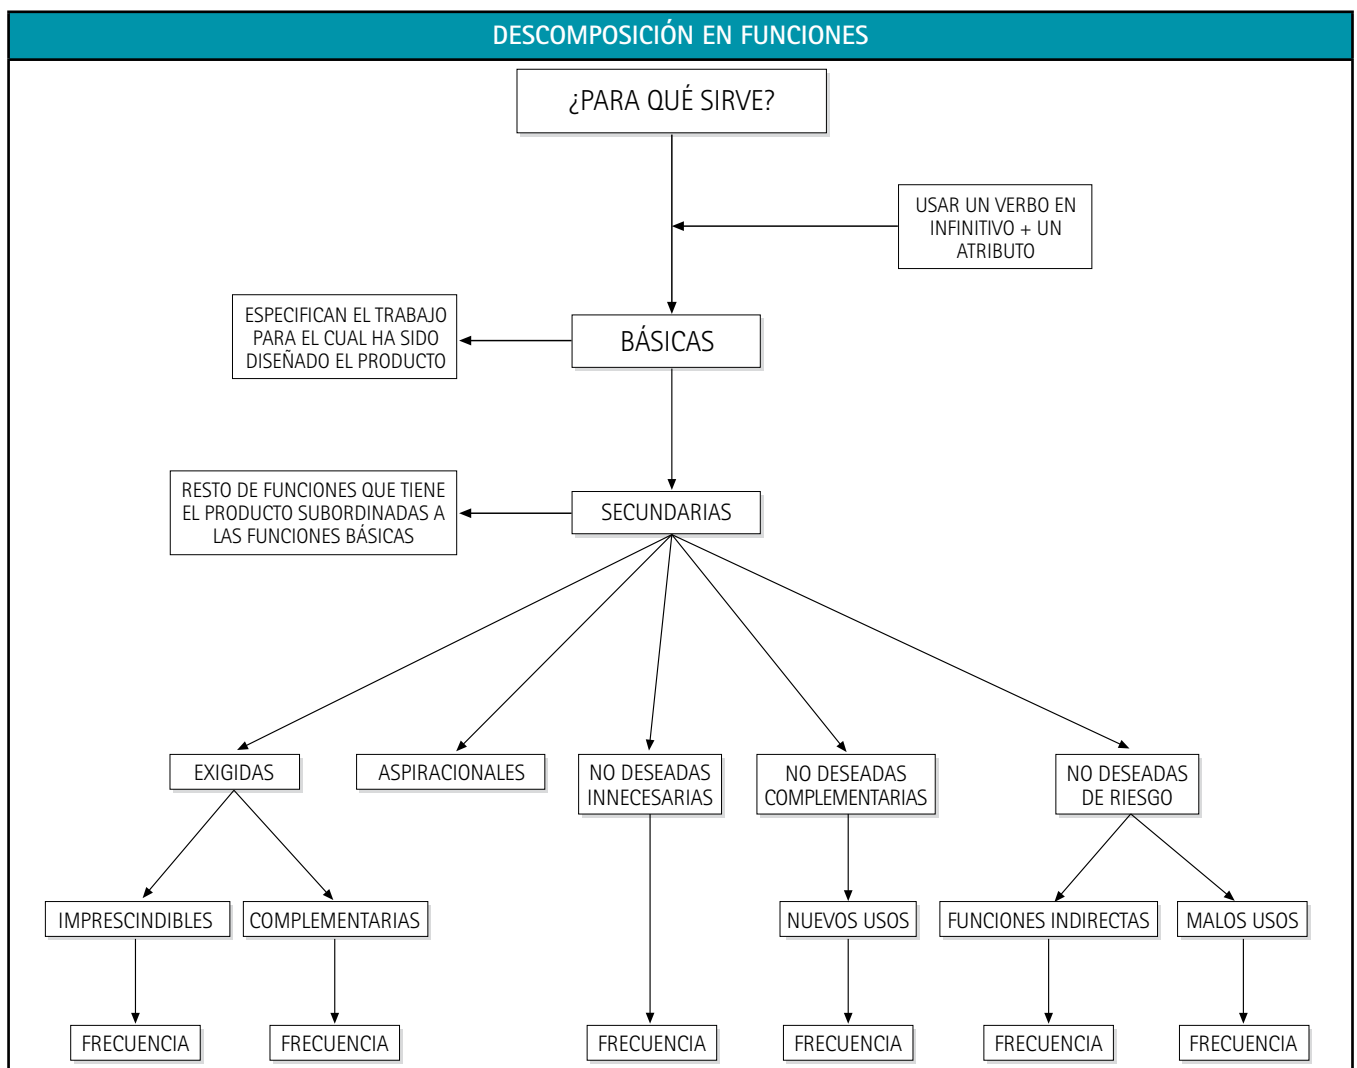 DESCOMPOSICIÓN EN FUNCIONES
¿PARA QUÉ SIRVE?
USAR UN VERBO EN
INFINITIVO + UN
ATRIBUTO
ESPECIFICAN EL TRABAJO
PARA EL CUAL HA SIDO
DISEÑADO EL PRODUCTO
BÁSICAS
RESTO DE FUNCIONES QUE TIENE
EL PRODUCTO SUBORDINADAS A
LAS FUNCIONES BÁSICAS
SECUNDARIAS
EXIGIDAS
ASPIRACIONALES
NO DESEADAS
INNECESARIAS
NO DESEADAS
COMPLEMENTARIAS
NO DESEADAS
DE RIESGO
IMPRESCINDIBLES
COMPLEMENTARIAS
NUEVOS USOS
FUNCIONES INDIRECTAS
MALOS USOS
FRECUENCIA
FRECUENCIA
FRECUENCIA
FRECUENCIA
FRECUENCIA
FRECUENCIA